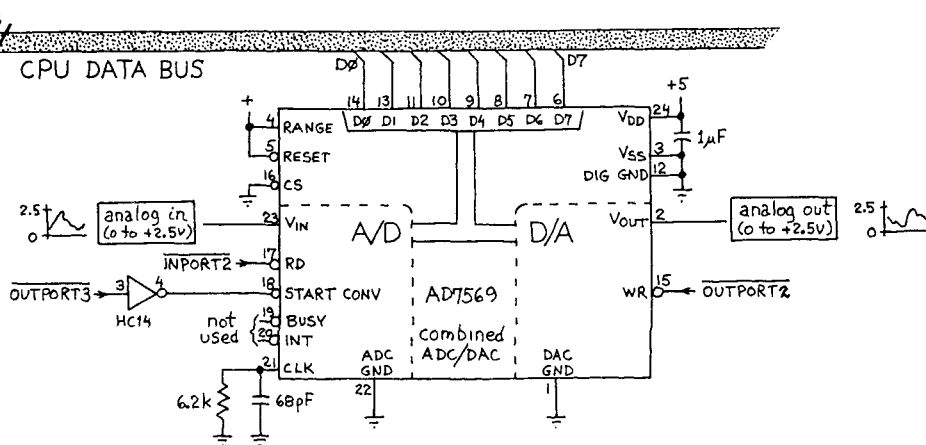 CPU DATA BUS
DØ
D7
14 13 11 10 9 8 7 6
DØ D1 D2 D3 D4 D5 D6 D7
+5
+
4 RANGE
5 RESET
16 CS
VDD 24
1μF
VSS 3
DIG GND 12
2.5
0
analog in
(0 to +2.5v)
23 VIN
A/D
D/A
VOUT 2
analog out
(0 to +2.5v)
2.5
0
INPORT2
17 RD
OUTPORT3
3
4
HC14
18 START CONV
AD7569
combined
ADC/DAC
WR 15
OUTPORT2
not
used
19 BUSY
20 INT
21 CLK
6.2k
68pF
ADC
GND
22
DAC
GND
1